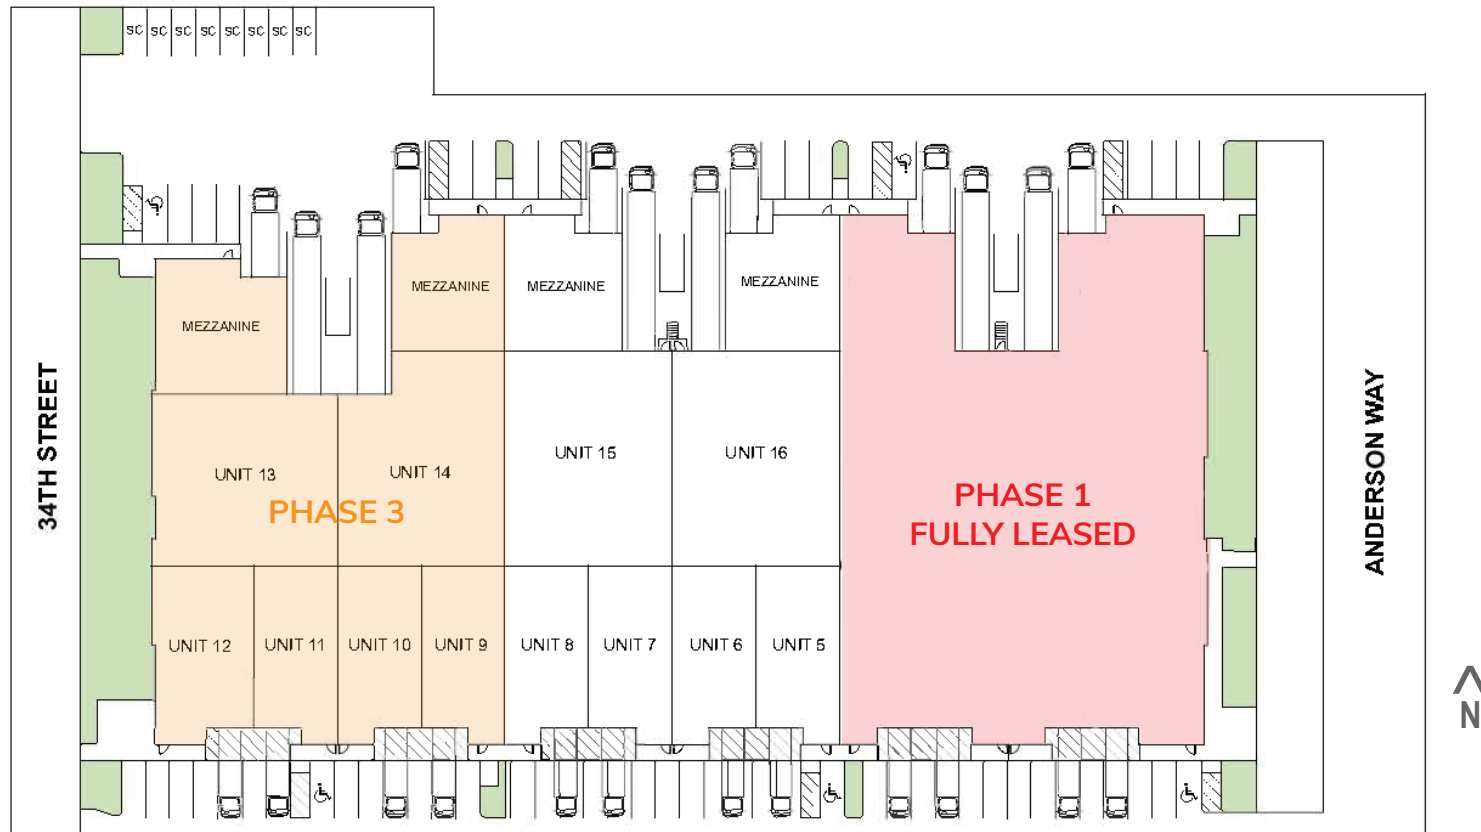 SC SC SC SC SC SC SC SC
MEZZANINE
MEZZANINE
MEZZANINE
MEZZANINE
34TH STREET
UNIT 13
UNIT 14
UNIT 15
UNIT 16
PHASE 3
PHASE 1
FULLY LEASED
ANDERSON WAY
UNIT 12
UNIT 11
UNIT 10
UNIT 9
UNIT 8
UNIT 7
UNIT 6
UNIT 5
N